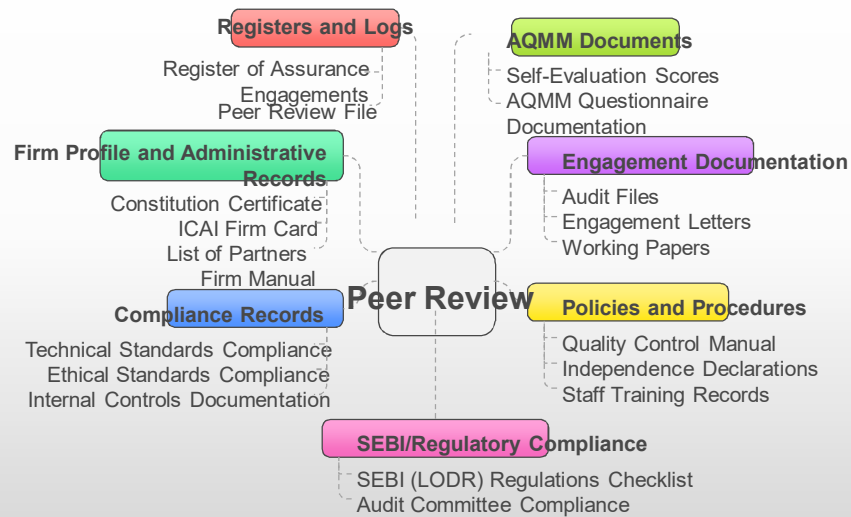 Registers and Logs
Register of Assurance
Engagements
Peer Review File
Firm Profile and Administrative
Records
Constitution Certificate
ICAI Firm Card
List of Partners
Firm Manual
Compliance Records
Technical Standards Compliance
Ethical Standards Compliance
Internal Controls Documentation
Peer Review
AQMM Documents
Self-Evaluation Scores
AQMM Questionnaire
Documentation
Engagement Documentation
Audit Files
Engagement Letters
Working Papers
Policies and Procedures
Quality Control Manual
Independence Declarations
Staff Training Records
SEBI/Regulatory Compliance
SEBI (LODR) Regulations Checklist
Audit Committee Compliance